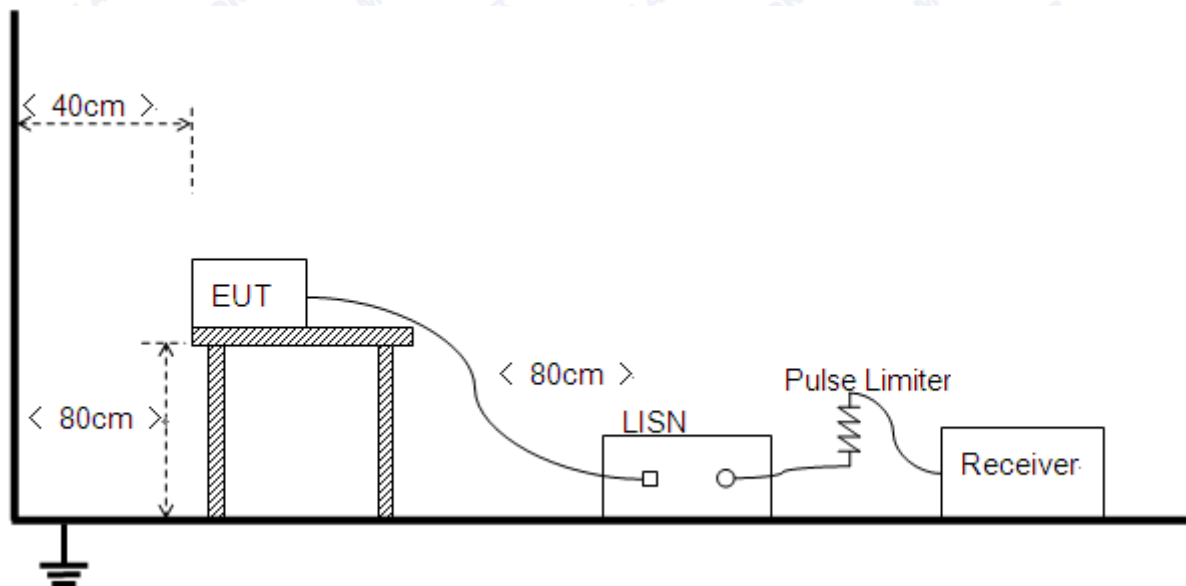 < 40cm >
EUT
< 80cm >
< 80cm >
Pulse Limiter
LISN
Receiver